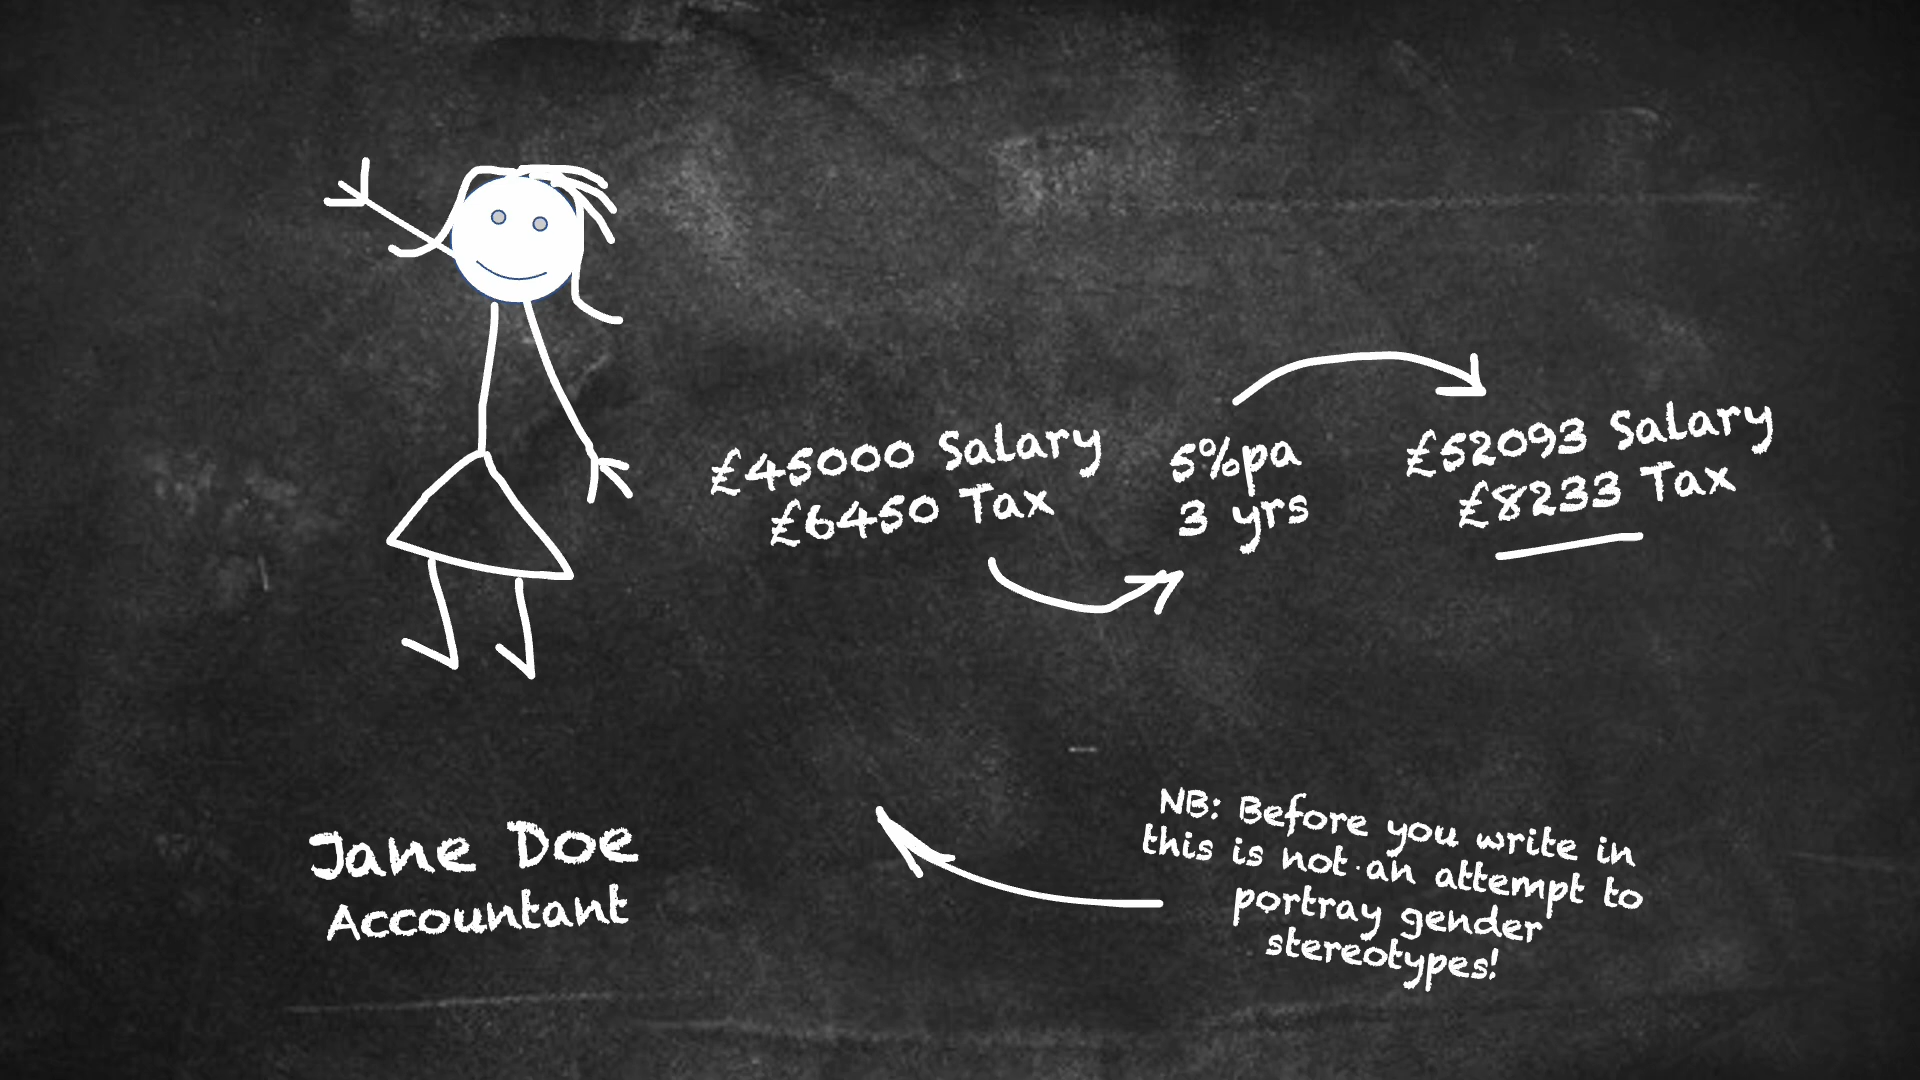 £45000 Salary
£6450 Tax
5%pa
3 yrs
£52093 Salary
£8233 Tax
Jane Doe
Accountant
NB: Before you write in
this is not an attempt to
portray gender
stereotypes!